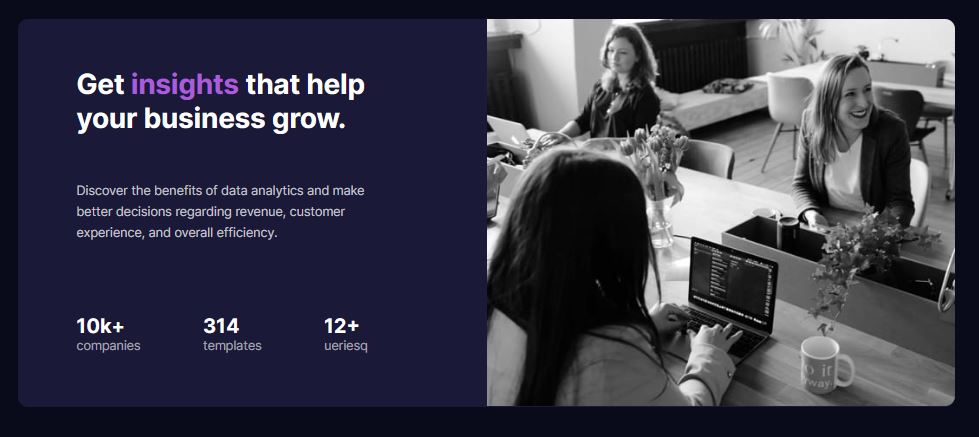 Get insights that help
your business grow.
Discover the benefits of data analytics and make
better decisions regarding revenue, customer
experience, and overall efficiency.
10k+ 314 12+
companies templates ueriesq
o it